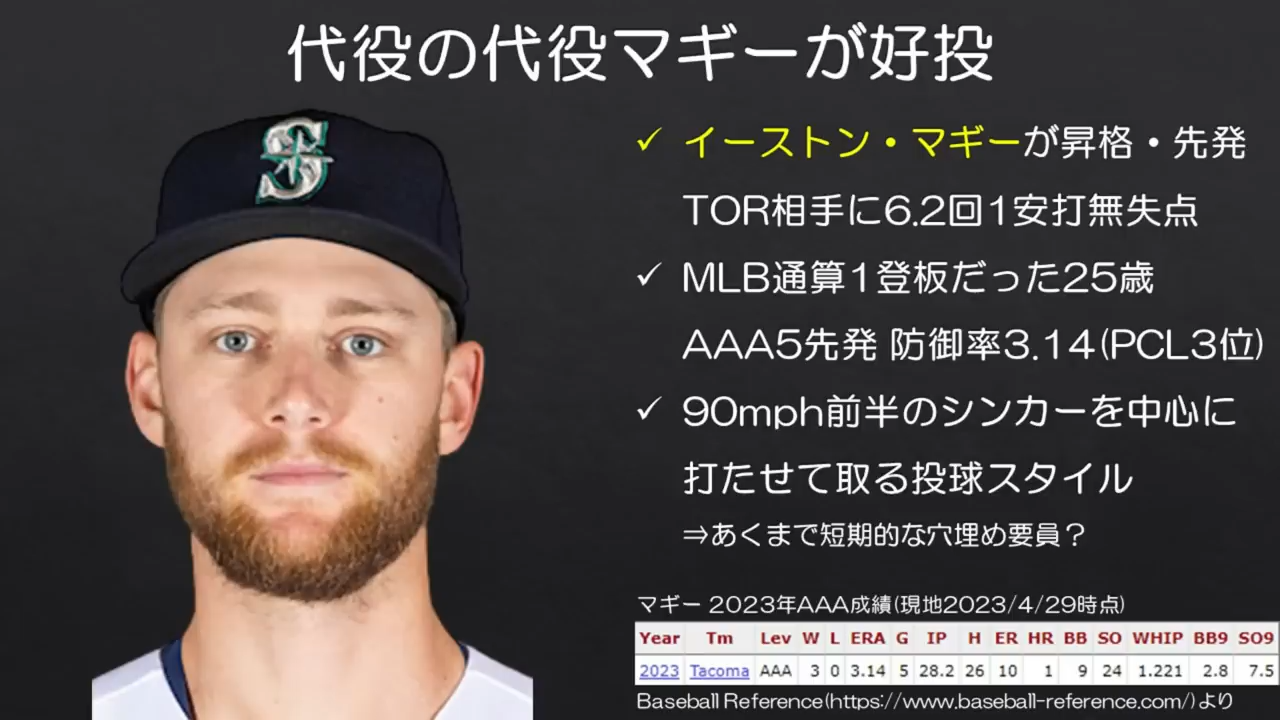 代役の代役マギーが好投
✓ イーストン・マギーが昇格・先発
TOR相手に6.2回1安打無失点
✓ MLB通算1登板だった25歳
AAA5先発 防御率3.14(PCL3位)
✓ 90mph前半のシンカーを中心に
打たせて取る投球スタイル
⇒あくまで短期的な穴埋め要員？
マギー 2023年AAA成績(現地2023/4/29時点)
Year Tm Lev W L ERA G IP H ER HR BB SO WHIP BB9 SO9
2023 Tacoma AAA 3 0 3.14 5 28.2 26 10 1 9 24 1.221 2.8 7.5
Baseball Reference(https://www.baseball-reference.com/)より
S